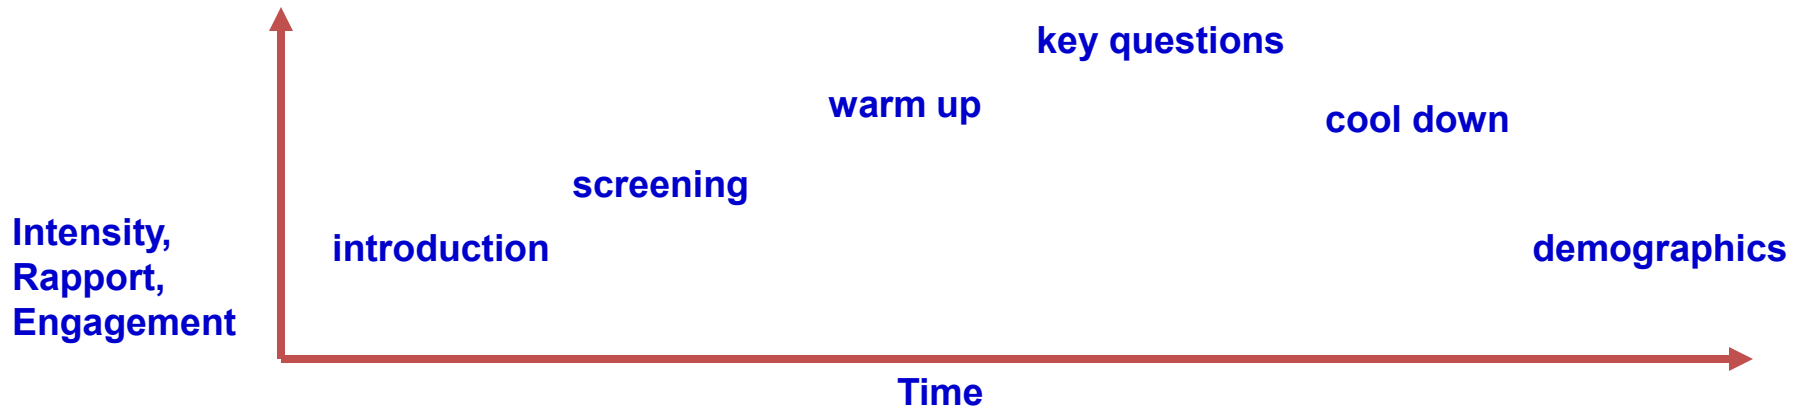 key questions
warm up
cool down
screening
introduction
demographics
Intensity,
Rapport,
Engagement
Time